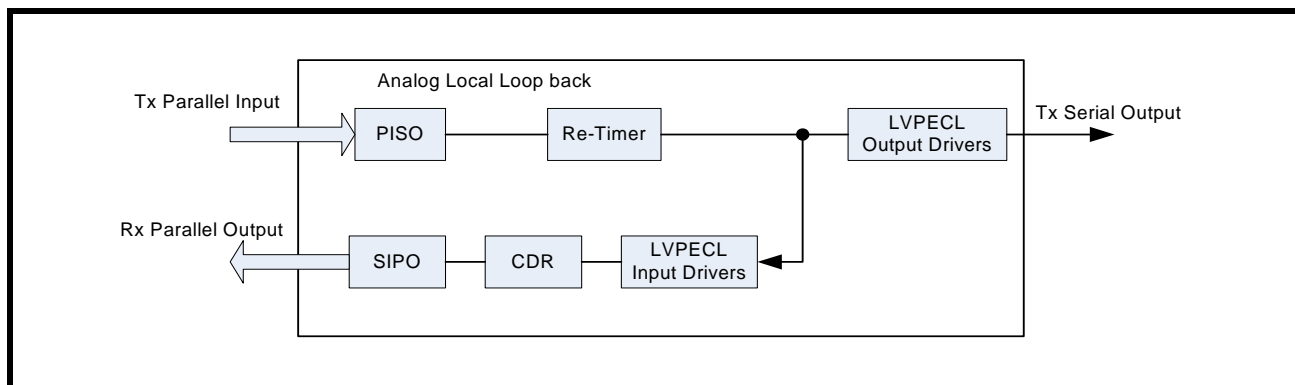 Analog Local Loop back
Tx Parallel Input
PISO
Re-Timer
LVPECL
Output Drivers
Tx Serial Output
Rx Parallel Output
SIPO
CDR
LVPECL
Input Drivers